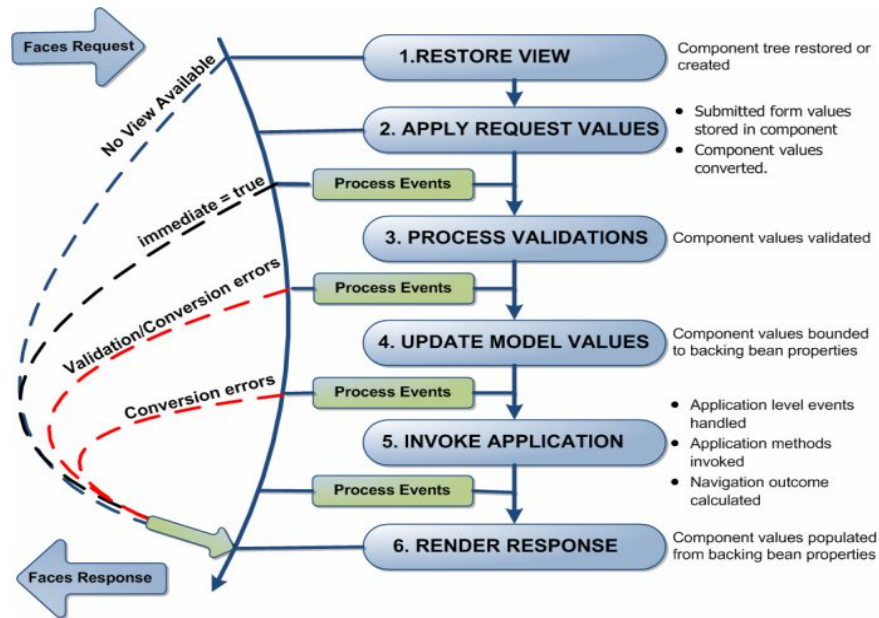 Faces Request
1.RESTORE VIEW
Component tree restored or
created
No View Available
2. APPLY REQUEST VALUES
• Submitted form values
stored in component
• Component values
converted.
immediate = true
Process Events
3. PROCESS VALIDATIONS
Component values validated
Validation/Conversion errors
Process Events
4. UPDATE MODEL VALUES
Component values bounded
to backing bean properties
Conversion errors
Process Events
5. INVOKE APPLICATION
• Application level events
handled
• Application methods
invoked
• Navigation outcome
calculated
Process Events
6. RENDER RESPONSE
Component values populated
from backing bean properties
Faces Response